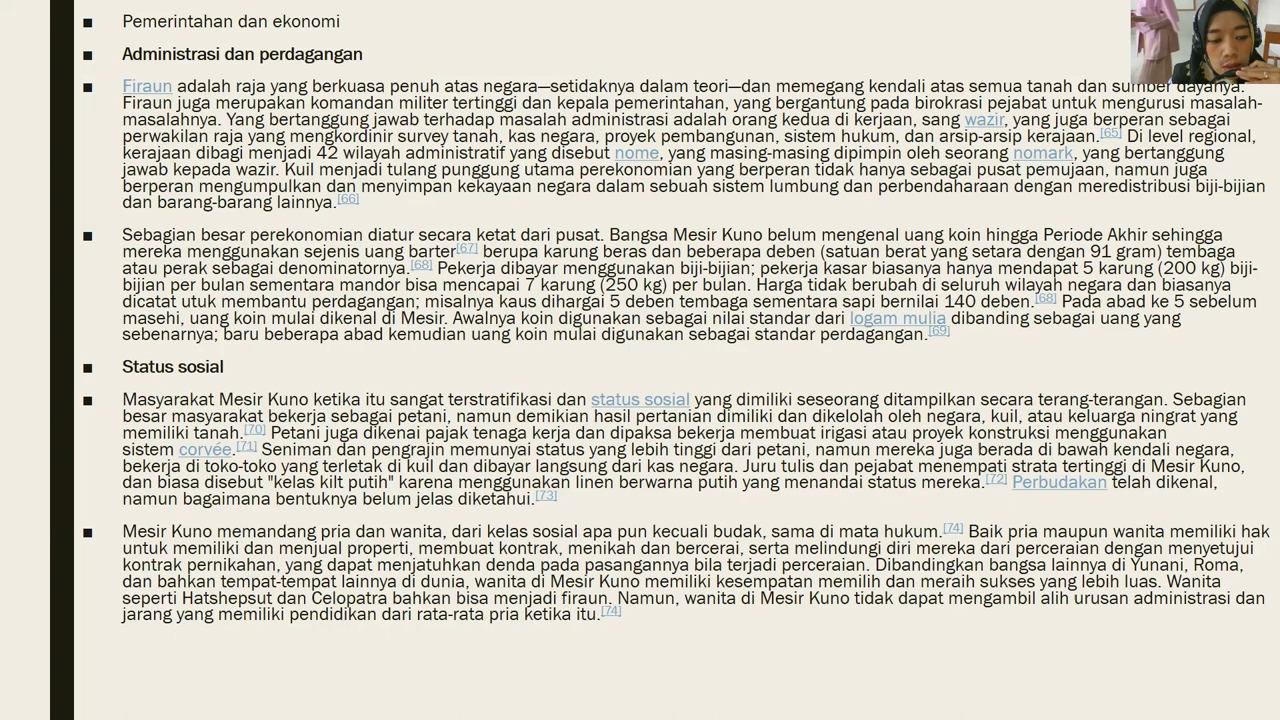 Pemerintahan dan ekonomi
Administrasi dan perdagangan
Firaun adalah raja yang berkuasa penuh atas negara—setidaknya dalam teori—dan memegang kendali atas semua tanah dan sumber dayanya.
Firaun juga merupakan komandan militer tertinggi dan kepala pemerintahan, yang bergantung pada birokrasi pejabat untuk mengurusi masalah-
masalahnya. Yang bertanggung jawab terhadap masalah administrasi adalah orang kedua di kerjaan, sang wazir, yang juga berperan sebagai
perwakilan raja yang mengkordinir survey tanah, kas negara, proyek pembangunan, sistem hukum, dan arsip-arsip kerajaan.[65] Di level regional,
kerajaan dibagi menjadi 42 wilayah administratif yang disebut nome, yang masing-masing dipimpin oleh seorang nomark, yang bertanggung
jawab kepada wazir. Kuil menjadi tulang punggung utama perekonomian yang berperan tidak hanya sebagai pusat pemujaan, namun juga
berperan mengumpulkan dan menyimpan kekayaan negara dalam sebuah sistem lumbung dan perbendaharaan dengan meredistribusi biji-bijian
dan barang-barang lainnya.[66]
Sebagian besar perekonomian diatur secara ketat dari pusat. Bangsa Mesir Kuno belum mengenal uang koin hingga Periode Akhir sehingga
mereka menggunakan sejenis uang barter[67] berupa karung beras dan beberapa deben (satuan berat yang setara dengan 91 gram) tembaga
atau perak sebagai denominatornya.[68] Pekerja dibayar menggunakan biji-bijian; pekerja kasar biasanya hanya mendapat 5 karung (200 kg) biji-
bijian per bulan sementara mandor bisa mencapai 7 karung (250 kg) per bulan. Harga tidak berubah di seluruh wilayah negara dan biasanya
dicatat utuk membantu perdagangan; misalnya kaus dihargai 5 deben tembaga sementara sapi bernilai 140 deben.[68] Pada abad ke 5 sebelum
masehi, uang koin mulai dikenal di Mesir. Awalnya koin digunakan sebagai nilai standar dari logam mulia dibanding sebagai uang yang
sebenarnya; baru beberapa abad kemudian uang koin mulai digunakan sebagai standar perdagangan.[69]
Status sosial
Masyarakat Mesir Kuno ketika itu sangat terstratifikasi dan status sosial yang dimiliki seseorang ditampilkan secara terang-terangan. Sebagian
besar masyarakat bekerja sebagai petani, namun demikian hasil pertanian dimiliki dan dikelolah oleh negara, kuil, atau keluarga ningrat yang
memiliki tanah.[70] Petani juga dikenai pajak tenaga kerja dan dipaksa bekerja membuat irigasi atau proyek konstruksi menggunakan
sistem corvée.[71] Seniman dan pengrajin memunyai status yang lebih tinggi dari petani, namun mereka juga berada di bawah kendali negara,
bekerja di toko-toko yang terletak di kuil dan dibayar langsung dari kas negara. Juru tulis dan pejabat menempati strata tertinggi di Mesir Kuno,
dan biasa disebut "kelas kilt putih" karena menggunakan linen berwarna putih yang menandai status mereka.[72] Perbudakan telah dikenal,
namun bagaimana bentuknya belum jelas diketahui.[73]
Mesir Kuno memandang pria dan wanita, dari kelas sosial apa pun kecuali budak, sama di mata hukum.[74] Baik pria maupun wanita memiliki hak
untuk memiliki dan menjual properti, membuat kontrak, menikah dan bercerai, serta melindungi diri mereka dari perceraian dengan menyetujui
kontrak pernikahan, yang dapat menjatuhkan denda pada pasangannya bila terjadi perceraian. Dibandingkan bangsa lainnya di Yunani, Roma,
dan bahkan tempat-tempat lainnya di dunia, wanita di Mesir Kuno memiliki kesempatan memilih dan meraih sukses yang lebih luas. Wanita
seperti Hatshepsut dan Celopatra bahkan bisa menjadi firaun. Namun, wanita di Mesir Kuno tidak dapat mengambil alih urusan administrasi dan
jarang yang memiliki pendidikan dari rata-rata pria ketika itu.[74]